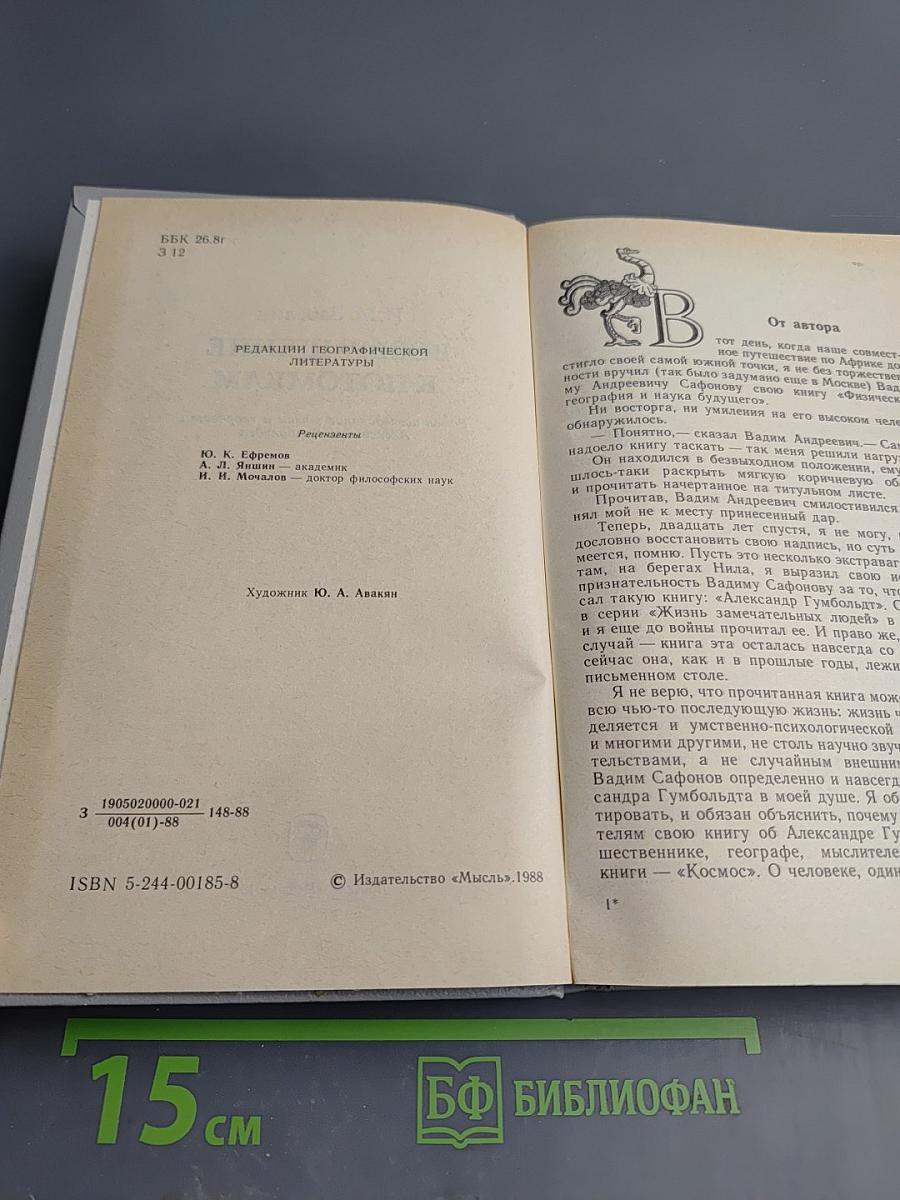 ББК 26.8г
З 12
РЕДАКЦИИ ГЕОГРАФИЧЕСКОЙ
ЛИТЕРАТУРЫ
Рецензенты
Ю. К. Ефремов
А. Л. Яншин — академик
И. И. Мочалов — доктор философских наук
Художник Ю. А. Авакян
З 1905020000-021 148-88
004(01)-88
ISBN 5-244-00185-8
© Издательство «Мысль».1988
От автора
В
тот день, когда наше совмест-
ное путешествие по Африке до
стигло своей самой южной точки, я не без торжествен
ности вручил (так было задумано еще в Москве) Вад
му Андреевичу Сафонову свою книгу «Физическ
география и наука будущего».
Ни восторга, ни умиления на его высоком челе
обнаружилось.
— Понятно,— сказал Вадим Андреевич.— Сам
надоело книгу таскать — так меня решили нагруз
Он находился в безвыходном положении, ему
шлось-таки раскрыть мягкую коричневую об
и прочитать начертанное на титульном листе.
Прочитав, Вадим Андреевич смилостивился
нял мой не к месту принесенный дар.
Теперь, двадцать лет спустя, я не могу,
дословно восстановить свою надпись, но суть
меется, помню. Пусть это несколько экстраваг
там, на берегах Нила, я выразил свою ис
признательность Вадиму Сафонову за то, что
сал такую книгу: «Александр Гумбольдт». О
в серии «Жизнь замечательных людей» в
и я еще до войны прочитал ее. И право же,
случай — книга эта осталась навсегда со
сейчас она, как и в прошлые годы, лежи
письменном столе.
Я не верю, что прочитанная книга може
всю чью-то последующую жизнь: жизнь ч
деляется и умственно-психологической
и многими другими, не столь научно звуч
тельствами, а не случайным внешним
Вадим Сафонов определенно и навсегд
сандра Гумбольдта в моей душе. Я об
тировать, и обязан объяснить, почему
телям свою книгу об Александре Гу
шественнике, географе, мыслителе
книги — «Космос». О человеке, один
1*
15 см
БФ БИБЛИОФАН